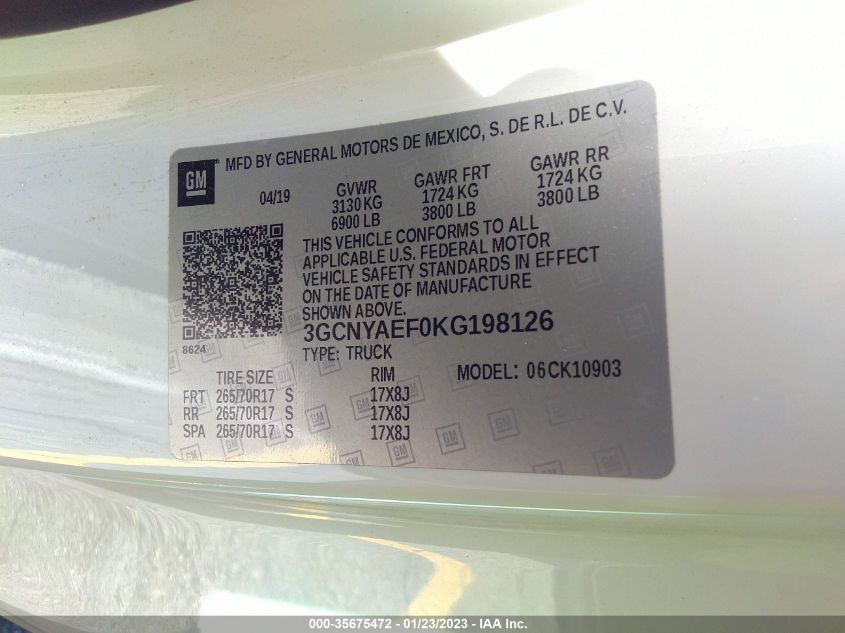 GM
MFD BY GENERAL MOTORS DE MEXICO, S. DE R.L. DE C.V.
04/19
GVWR
3130 KG
6900 LB
GAWR FRT
1724 KG
3800 LB
GAWR RR
1724 KG
3800 LB
THIS VEHICLE CONFORMS TO ALL
APPLICABLE U.S. FEDERAL MOTOR
VEHICLE SAFETY STANDARDS IN EFFECT
ON THE DATE OF MANUFACTURE
SHOWN ABOVE.
8624
3GCNYAEF0KG198126
TYPE: TRUCK
MODEL: 06CK10903
TIRE SIZE RIM
FRT 265/70R17 S 17X8J
RR 265/70R17 S 17X8J
SPA 265/70R17 S 17X8J
000-35675472 - 01/23/2023 - IAA Inc.